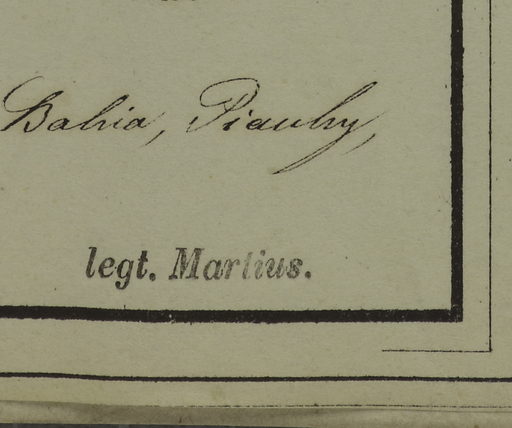 Bahia, Piauhy,
legt. Martius.